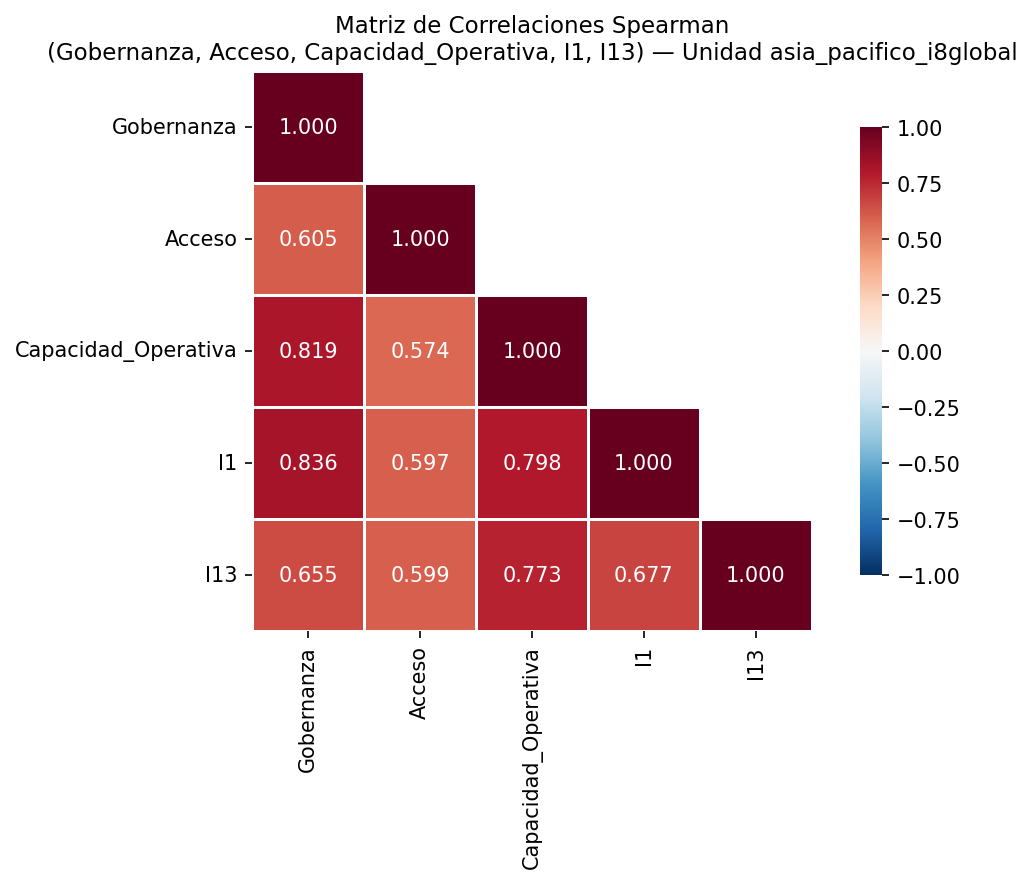 Matriz de Correlaciones Spearman
(Gobernanza, Acceso, Capacidad_Operativa, I1, I13) — Unidad asia_pacifico_i8global
Gobernanza 1.000
Acceso 0.605 1.000
Capacidad_Operativa 0.819 0.574 1.000
I1 0.836 0.597 0.798 1.000
I13 0.655 0.599 0.773 0.677 1.000
Gobernanza
Acceso
Capacidad_Operativa
I1
I13
1.00
0.75
0.50
0.25
0.00
−0.25
−0.50
−0.75
−1.00